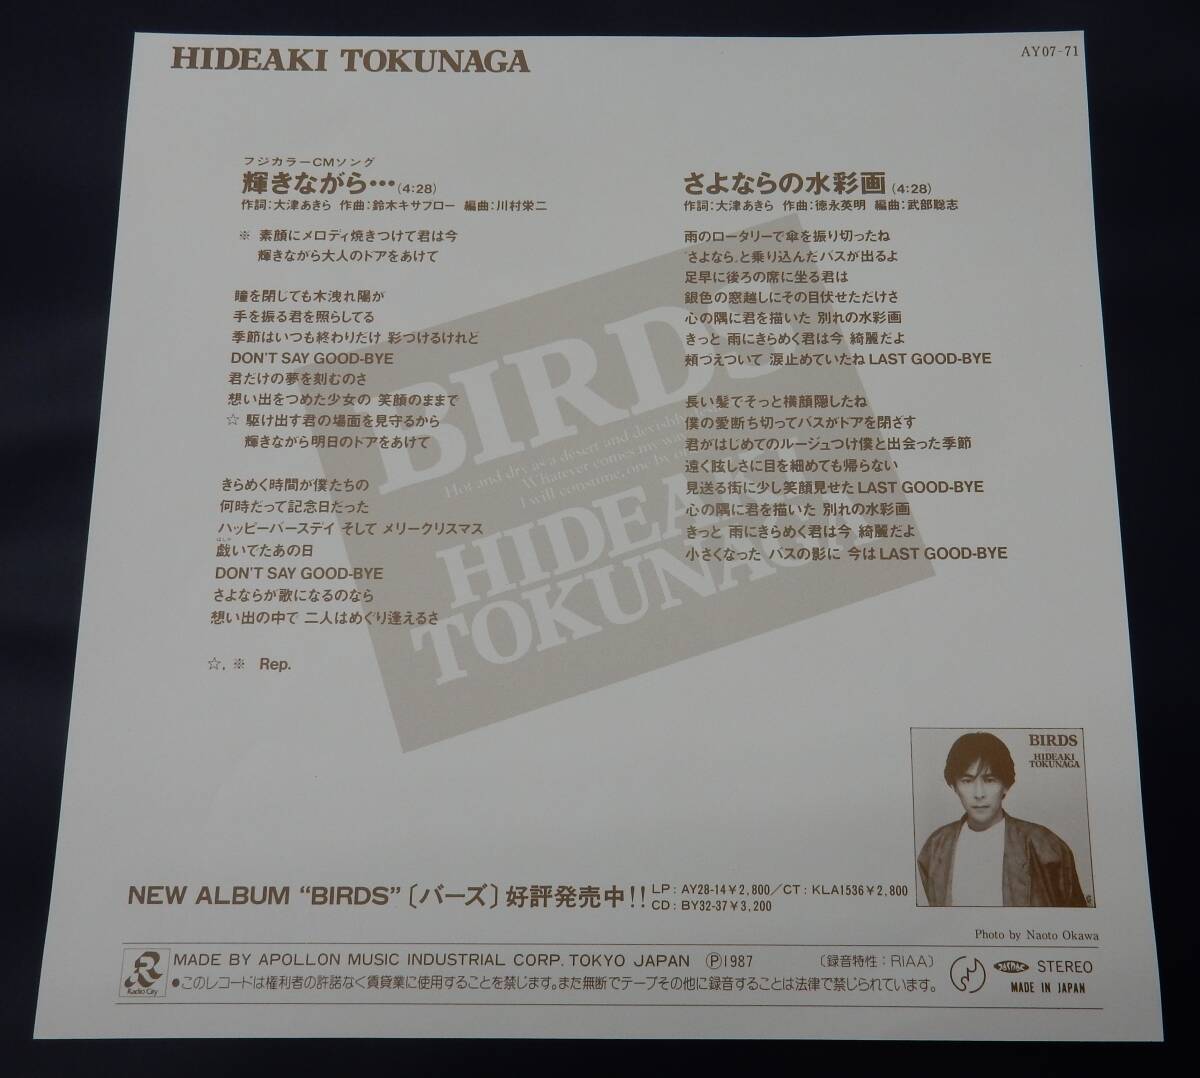 HIDEAKI TOKUNAGA
AY07-71
フジカラーCMソング
輝きながら…(4:28)
作詞:大津あきら 作曲:鈴木キサブロー 編曲:川村栄二
※ 素顔にメロディ焼きつけて君は今
輝きながら大人のドアをあけて
瞳を閉じても木洩れ陽が
手を振る君を照らしてる
季節はいつも終わりだけ 彩づけるけれど
DON'T SAY GOOD-BYE
君だけの夢を刻むのさ
想い出をつめた少女の 笑顔のままで
☆ 駆け出す君の場面を見守るから
輝きながら明日のドアをあけて
きらめく時間が僕たちの
何時だって記念日だった
ハッピーバースデイ そして メリークリスマス
戯いてたあの日
DON'T SAY GOOD-BYE
さよならが歌になるのなら
想い出の中で 二人はめぐり逢えるさ
☆, ※ Rep.
さよならの水彩画(4:28)
作詞:大津あきら 作曲:徳永英明 編曲:武部聡志
雨のロータリーで傘を振り切ったね
“さよなら„と乗り込んだバスが出るよ
足早に後ろの席に坐る君は
銀色の窓越しにその目伏せただけさ
心の隅に君を描いた 別れの水彩画
きっと 雨にきらめく君は今 綺麗だよ
頬づえついて 涙止めていたね LAST GOOD-BYE
長い髪でそっと横顔隠したね
僕の愛断ち切ってバスがドアを閉ざす
君がはじめてのルージュつけ僕と出会った季節
遠く眩しさに目を細めても帰らない
見送る街に少し笑顔見せた LAST GOOD-BYE
心の隅に君を描いた 別れの水彩画
きっと 雨にきらめく君は今 綺麗だよ
小さくなった バスの影に 今は LAST GOOD-BYE
BIRDS
Hot and dry as a desert and devishly
Whatever comes my way
I will consume, one by one
HIDEAKI
TOKUNAGA
BIRDS
HIDEAKI
TOKUNAGA
NEW ALBUM “BIRDS”〔バーズ〕好評発売中!!
LP:AY28-14¥2,800/CT:KLA1536¥2,800
CD:BY32-37¥3,200
Photo by Naoto Okawa
Radio City
MADE BY APOLLON MUSIC INDUSTRIAL CORP. TOKYO JAPAN Ⓟ1987
〔録音特性:RIAA〕
●このレコードは権利者の許諾なく賃貸業に使用することを禁じます。また無断でテープその他に録音することは法律で禁じられています。
JASRAC
STEREO
MADE IN JAPAN